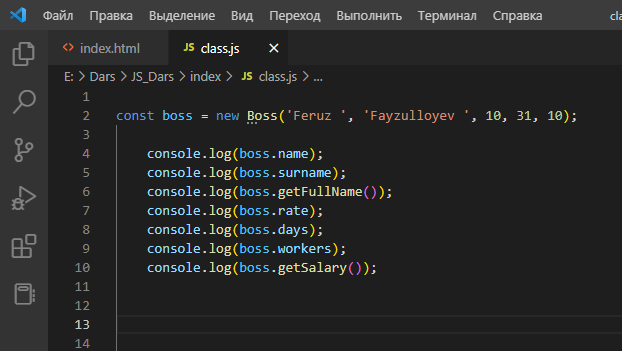 Файл Правка Выделение Вид Переход Выполнить Терминал Справка cla
index.html JS class.js
E: > Dars > JS_Dars > index > JS class.js > ...
1
2 const boss = new Boss('Feruz ', 'Fayzulloyev ', 10, 31, 10);
3
4 console.log(boss.name);
5 console.log(boss.surname);
6 console.log(boss.getFullName());
7 console.log(boss.rate);
8 console.log(boss.days);
9 console.log(boss.workers);
10 console.log(boss.getSalary());
11
12
13
14